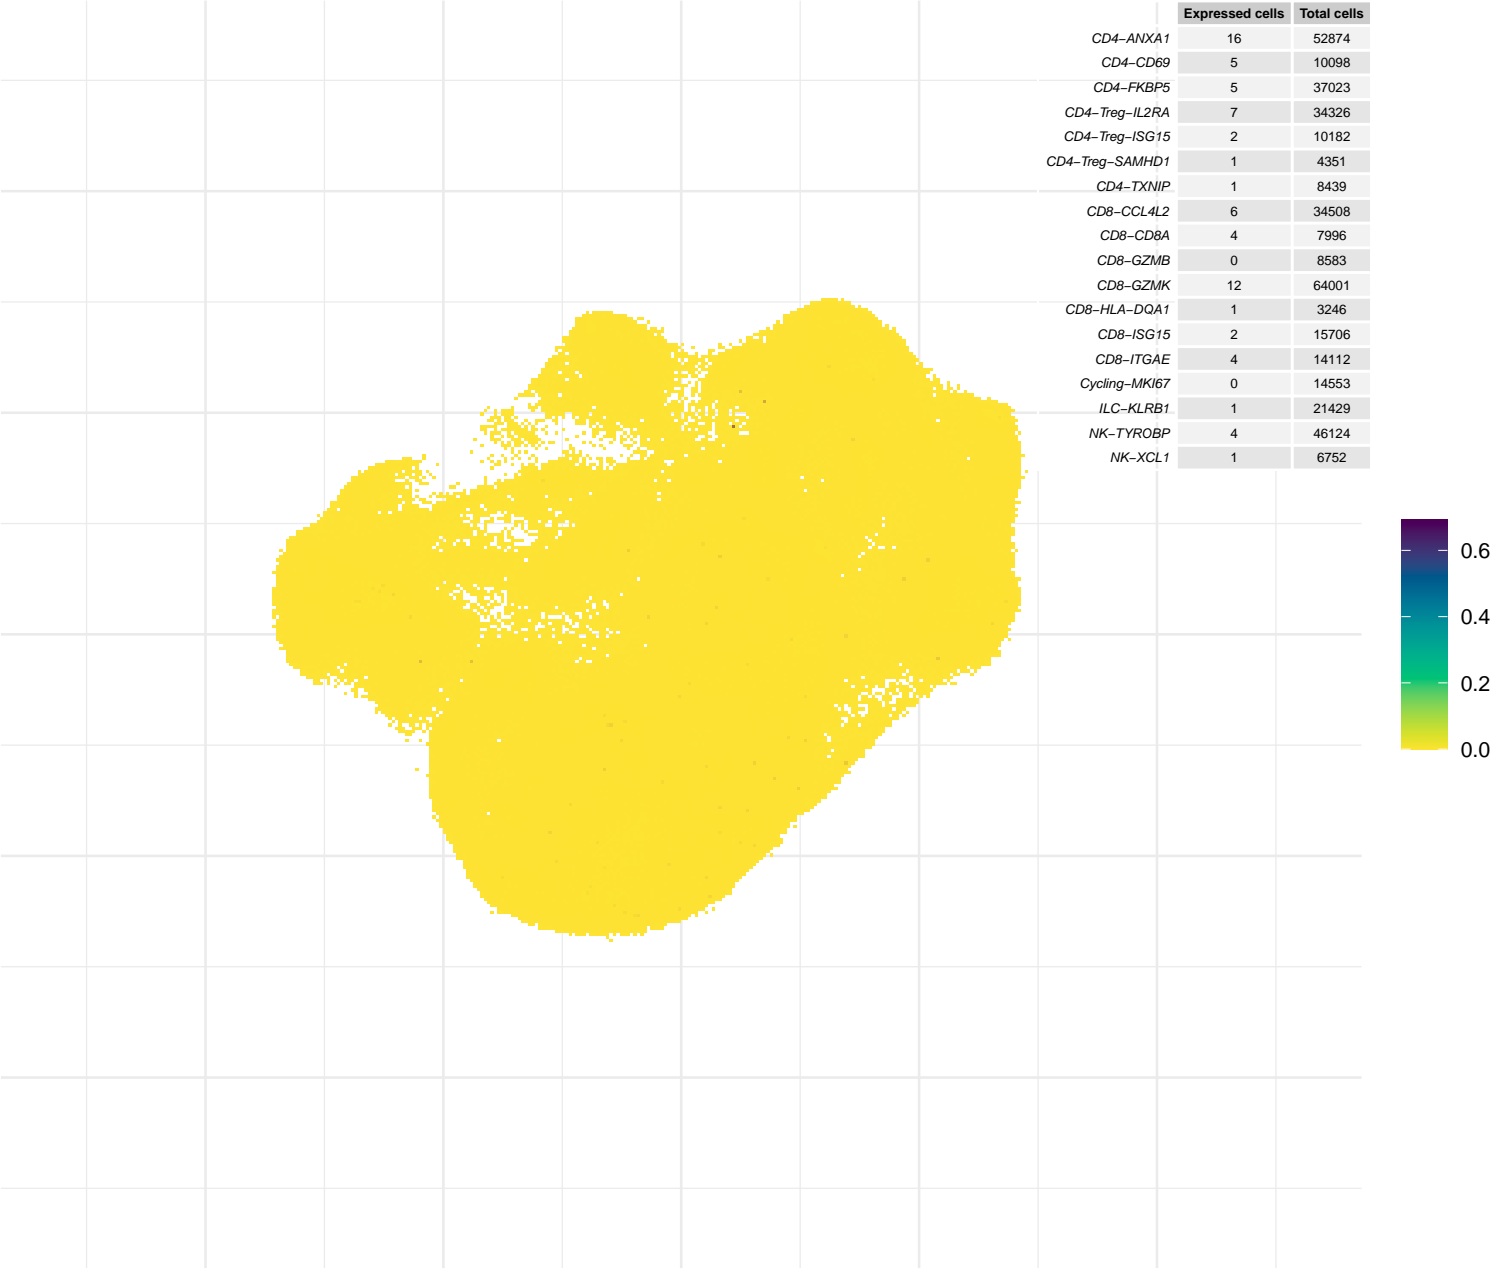 Expressed cells Total cells
CD4−ANXA1 16 52874
CD4−CD69 5 10098
CD4−FKBP5 5 37023
CD4−Treg−IL2RA 7 34326
CD4−Treg−ISG15 2 10182
CD4−Treg−SAMHD1 1 4351
CD4−TXNIP 1 8439
CD8−CCL4L2 6 34508
CD8−CD8A 4 7996
CD8−GZMB 0 8583
CD8−GZMK 12 64001
CD8−HLA−DQA1 1 3246
CD8−ISG15 2 15706
CD8−ITGAE 4 14112
Cycling−MKI67 0 14553
ILC−KLRB1 1 21429
NK−TYROBP 4 46124
NK−XCL1 1 6752
0.6
0.4
0.2
0.0